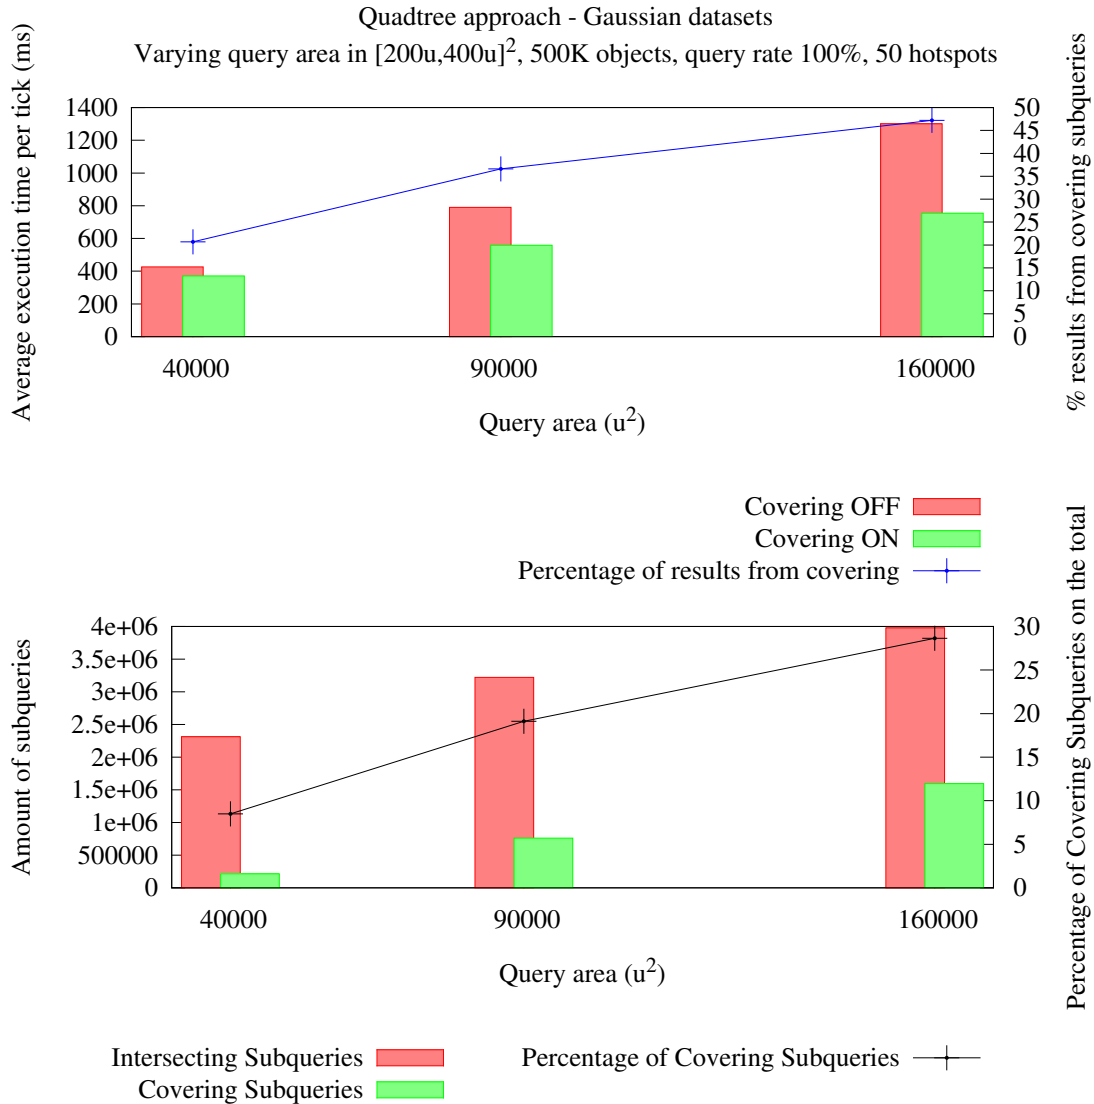 Quadtree approach - Gaussian datasets
Varying query area in [200u,400u]², 500K objects, query rate 100%, 50 hotspots
Average execution time per tick (ms)
1400
1200
1000
800
600
400
200
0
50
45
40
35
30
25
20
15
10
5
0
% results from covering subqueries
40000 90000 160000
Query area (u²)
Covering OFF
Covering ON
Percentage of results from covering
Amount of subqueries
4e+06
3.5e+06
3e+06
2.5e+06
2e+06
1.5e+06
1e+06
500000
0
30
25
20
15
10
5
0
Percentage of Covering Subqueries on the total
40000 90000 160000
Query area (u²)
Intersecting Subqueries
Covering Subqueries
Percentage of Covering Subqueries